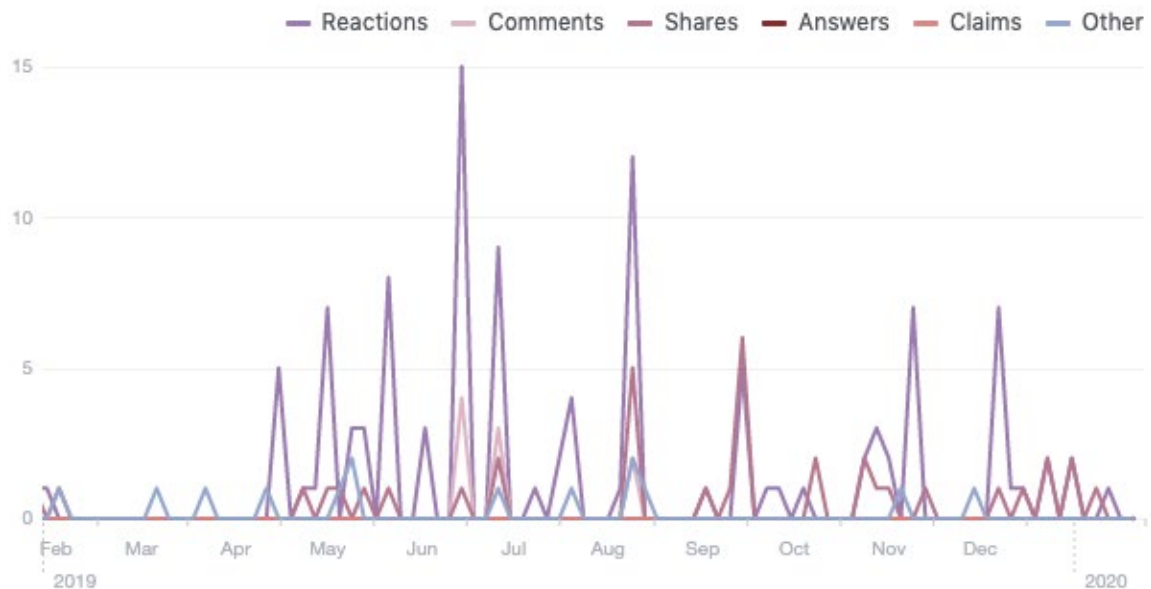 Reactions Comments Shares Answers Claims Other
15
10
5
0
Feb Mar Apr May Jun Jul Aug Sep Oct Nov Dec
2019 2020